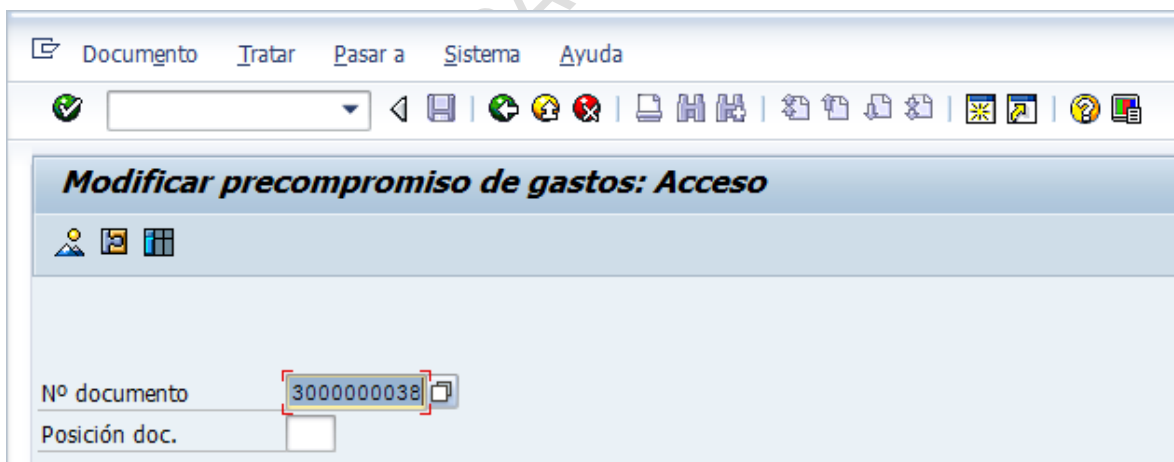 Documento Tratar Pasar a Sistema Ayuda
Modificar precompromiso de gastos: Acceso
Nº documento 3000000038
Posición doc.